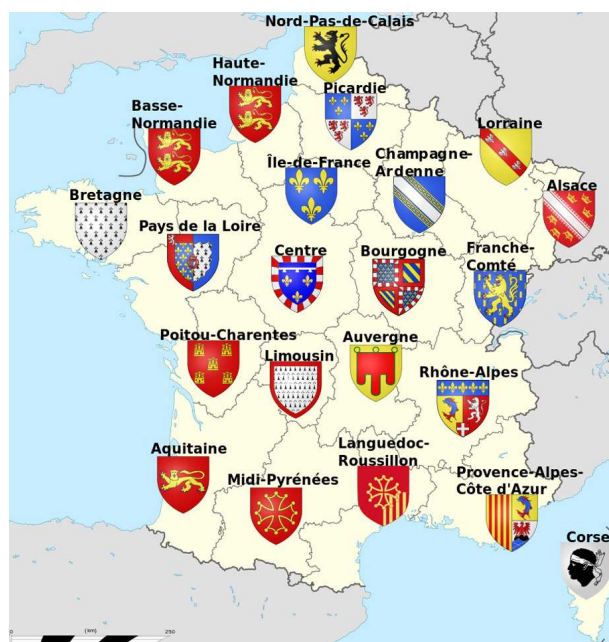 Nord-Pas-de-Calais
Haute-
Normandie
Picardie
Basse-
Normandie
Lorraine
Île-de-France
Champagne-
Ardenne
Alsace
Bretagne
Pays de la Loire
Centre
Bourgogne
Franche-
Comté
Poitou-Charentes
Limousin
Auvergne
Rhône-Alpes
Aquitaine
Midi-Pyrénées
Languedoc-
Roussillon
Provence-Alpes-
Côte d'Azur
Corse
0 (km) 250